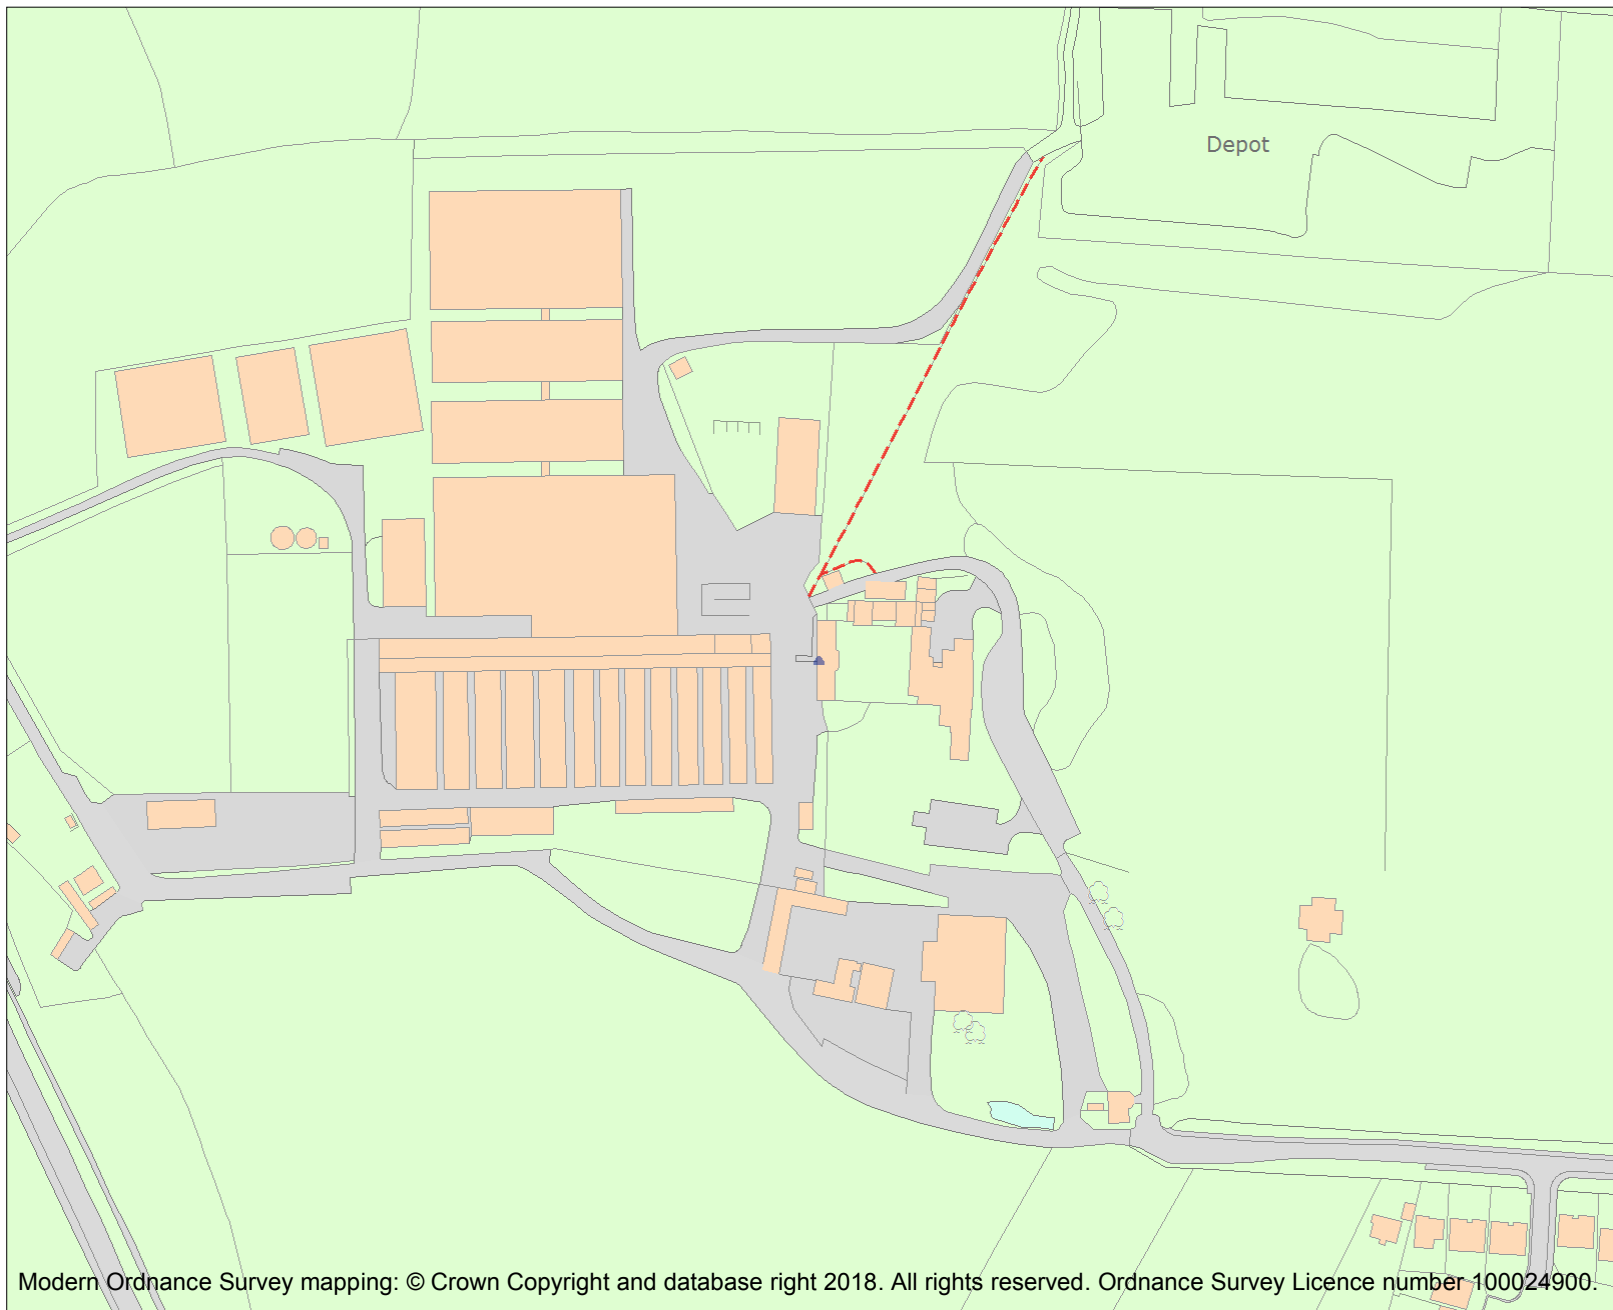 Depot
Modern Ordnance Survey mapping: © Crown Copyright and database right 2018. All rights reserved. Ordnance Survey Licence number 100024900.